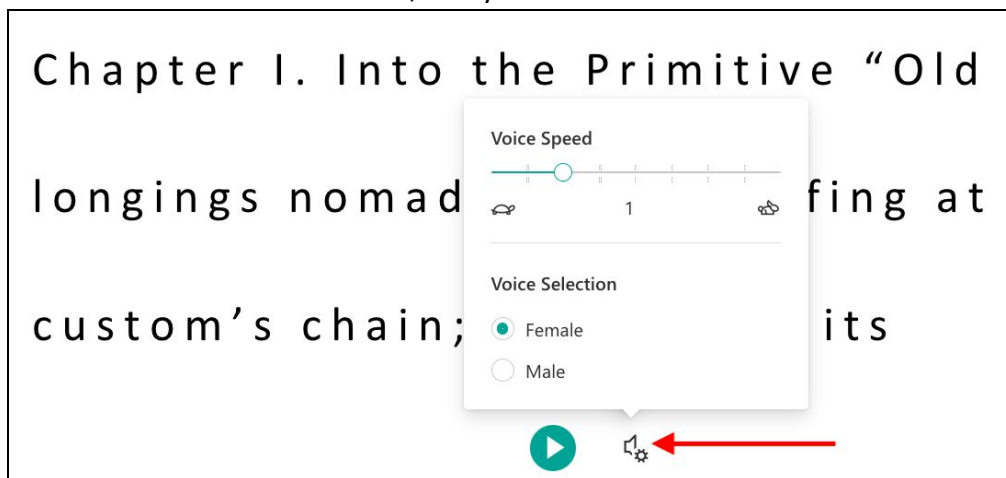 Chapter I. Into the Primitive “Old
Voice Speed
longings nomad
fing at
1
Voice Selection
custom’s chain;
its
Female
Male